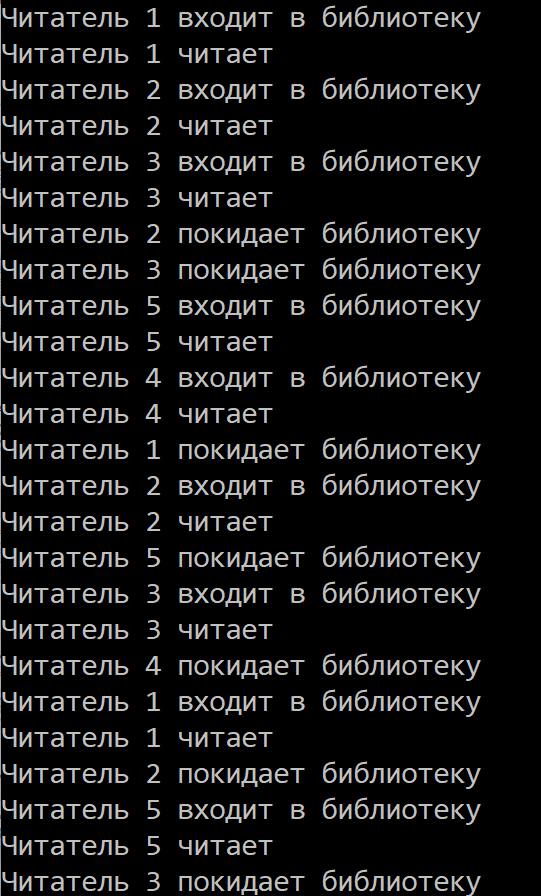 Читатель 1 входит в библиотеку
Читатель 1 читает
Читатель 2 входит в библиотеку
Читатель 2 читает
Читатель 3 входит в библиотеку
Читатель 3 читает
Читатель 2 покидает библиотеку
Читатель 3 покидает библиотеку
Читатель 5 входит в библиотеку
Читатель 5 читает
Читатель 4 входит в библиотеку
Читатель 4 читает
Читатель 1 покидает библиотеку
Читатель 2 входит в библиотеку
Читатель 2 читает
Читатель 5 покидает библиотеку
Читатель 3 входит в библиотеку
Читатель 3 читает
Читатель 4 покидает библиотеку
Читатель 1 входит в библиотеку
Читатель 1 читает
Читатель 2 покидает библиотеку
Читатель 5 входит в библиотеку
Читатель 5 читает
Читатель 3 покидает библиотеку